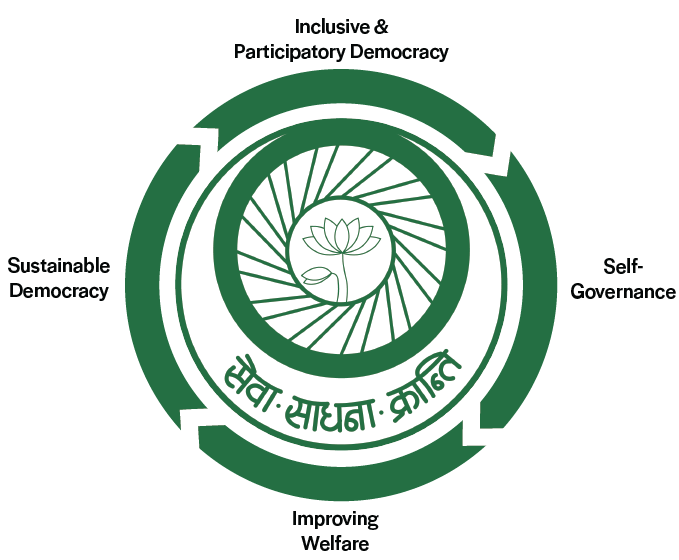 Inclusive &
Participatory Democracy
Sustainable
Democracy
Self-
Governance
सेवा · साधना · क्रान्ति
Improving
Welfare